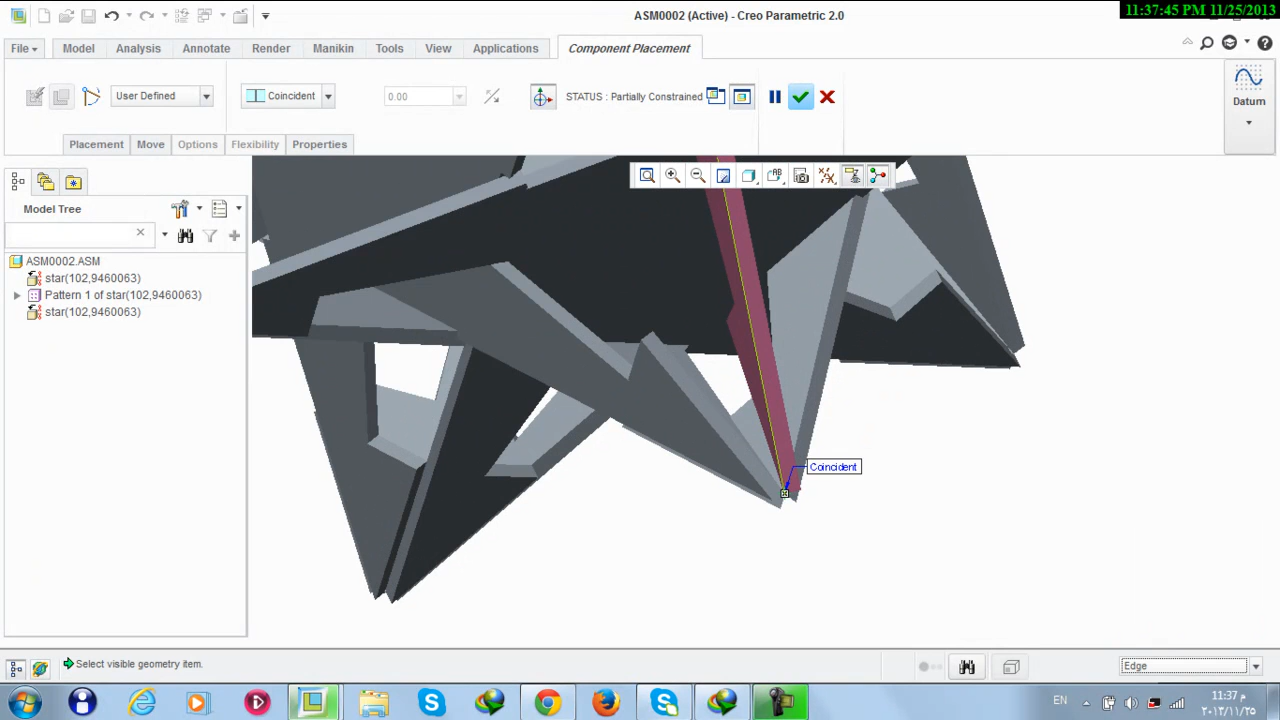 ASM0002 (Active) - Creo Parametric 2.0
11:37:45 PM 11/25/2013
File
Model
Analysis
Annotate
Render
Manikin
Tools
View
Applications
Component Placement
User Defined
Coincident
0.00
STATUS : Partially Constrained
Datum
Placement
Move
Options
Flexibility
Properties
Model Tree
ASM0002.ASM
star(102,9460063)
Pattern 1 of star(102,9460063)
star(102,9460063)
Coincident
Select visible geometry item.
Edge
EN
11:37 م
٢٠١٣/١١/٢٥